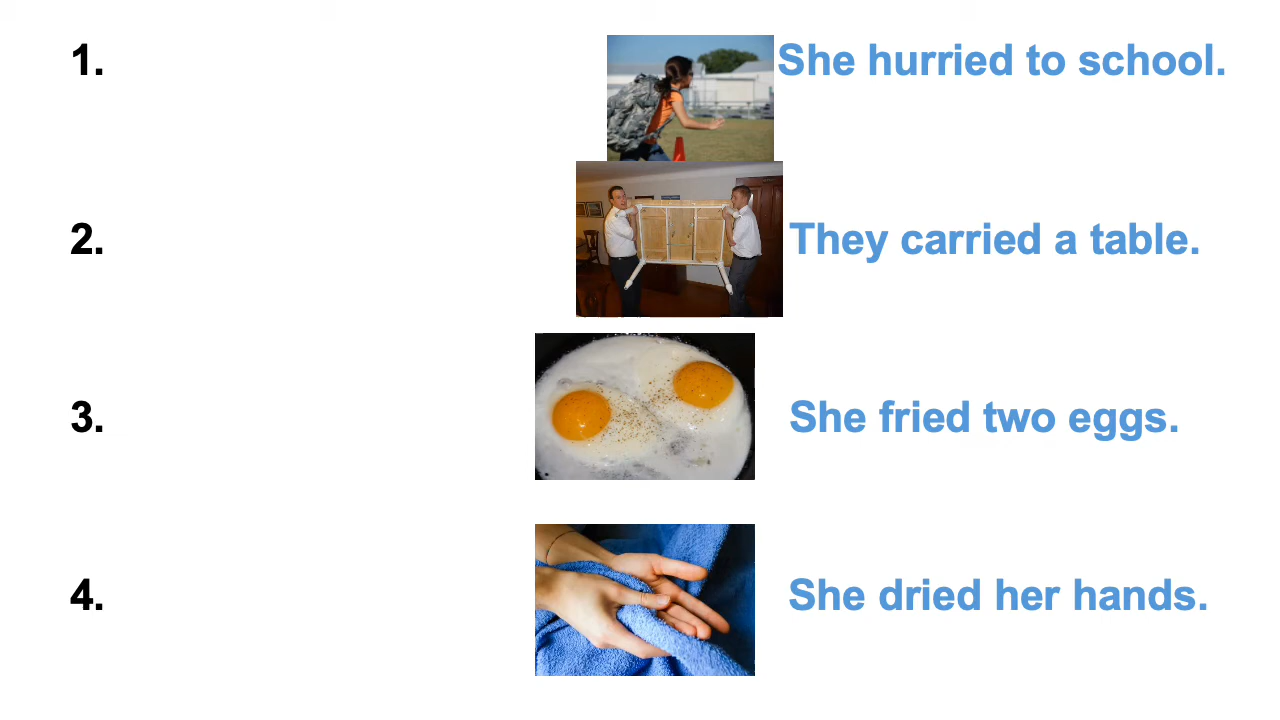 1. She hurried to school.
2. They carried a table.
3. She fried two eggs.
4. She dried her hands.